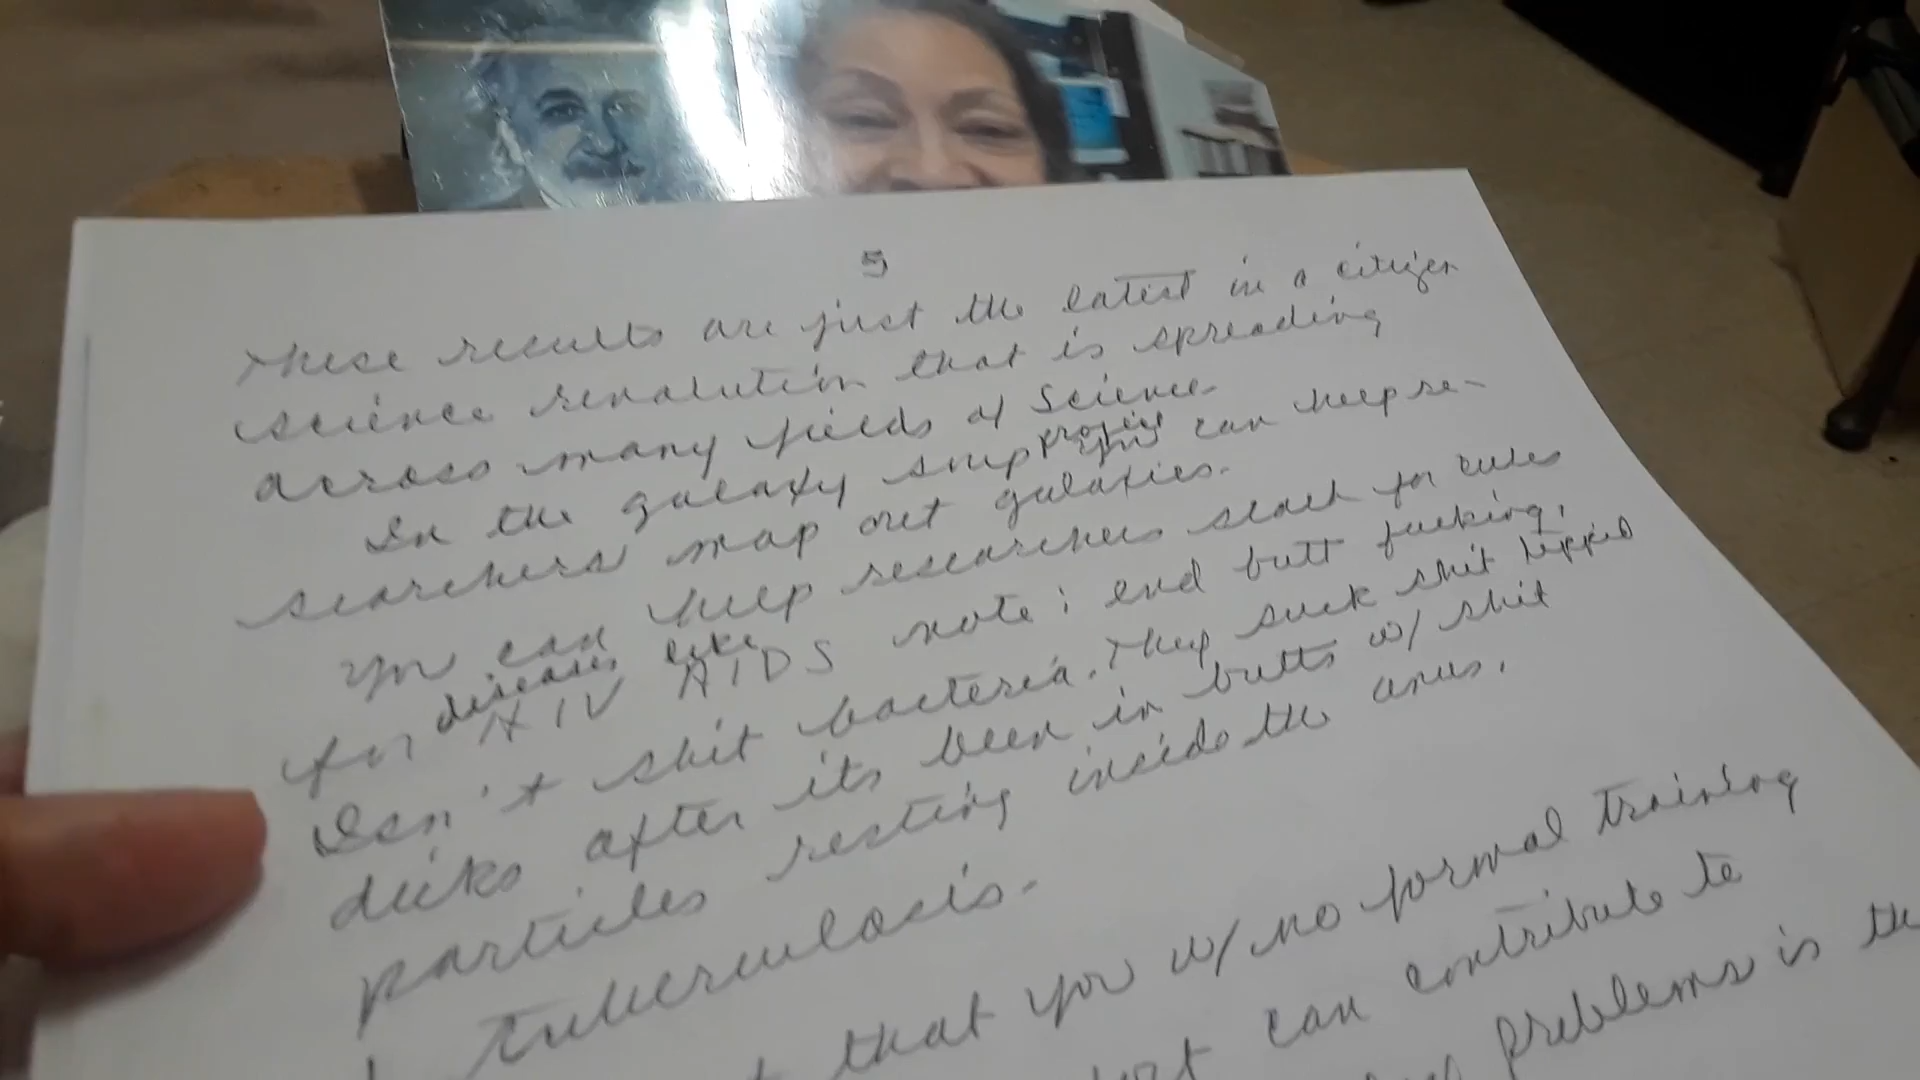 5
These results are just the latest in a citizen
science revolution that is spreading
across many fields of Science
In the galaxy project you can help re-
searchers map out galaxies.
You can help researchers seach for cures
for diseases like HIV AIDS note: end butt fucking,
Isn't shit bacteria. They suck shit tipped
dicks after its been in butts w/ shit
particles resting inside the anus.
tuberculosis.
that you w/ no formal training
can contribute to
problems is the